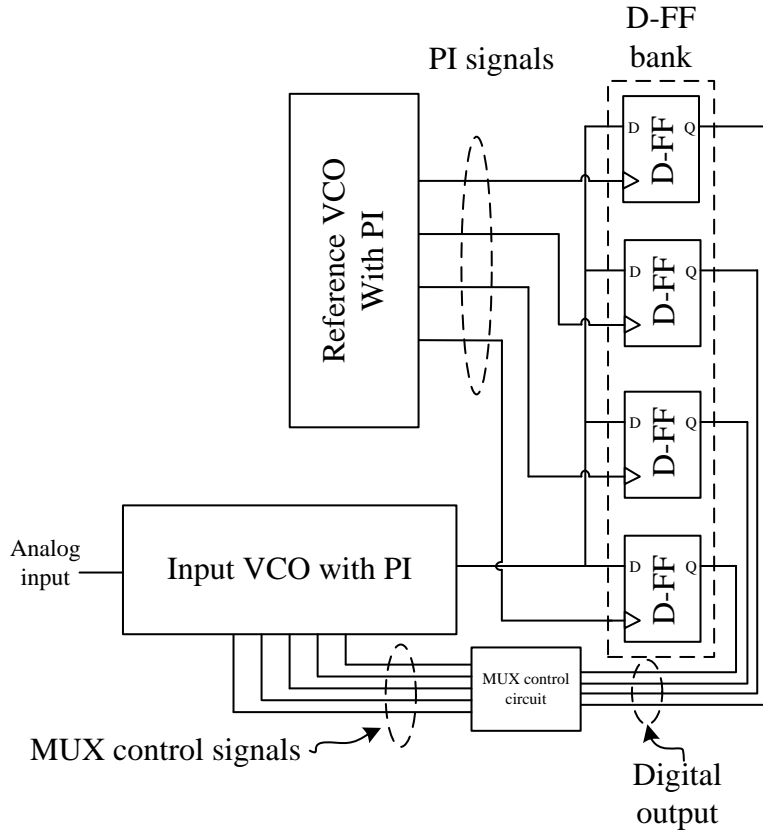 D-FF
bank
PI signals
D
Q
D-FF
Reference VCO
With PI
D
Q
D-FF
D
Q
D-FF
Analog
input
Input VCO with PI
D
Q
D-FF
MUX control
circuit
MUX control signals
Digital
output